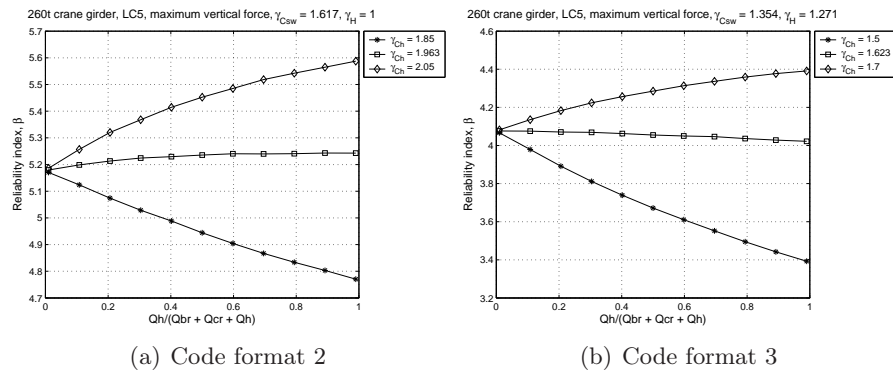 260t crane girder, LC5, maximum vertical force, γCsw = 1.617, γH = 1
γCh = 1.85
γCh = 1.963
γCh = 2.05
Reliability index, β
5.7
5.6
5.5
5.4
5.3
5.2
5.1
5
4.9
4.8
4.7
0 0.2 0.4 0.6 0.8 1
Qh/(Qbr + Qcr + Qh)
(a) Code format 2
260t crane girder, LC5, maximum vertical force, γCsw = 1.354, γH = 1.271
γCh = 1.5
γCh = 1.623
γCh = 1.7
Reliability index, β
4.6
4.4
4.2
4
3.8
3.6
3.4
3.2
0 0.2 0.4 0.6 0.8 1
Qh/(Qbr + Qcr + Qh)
(b) Code format 3